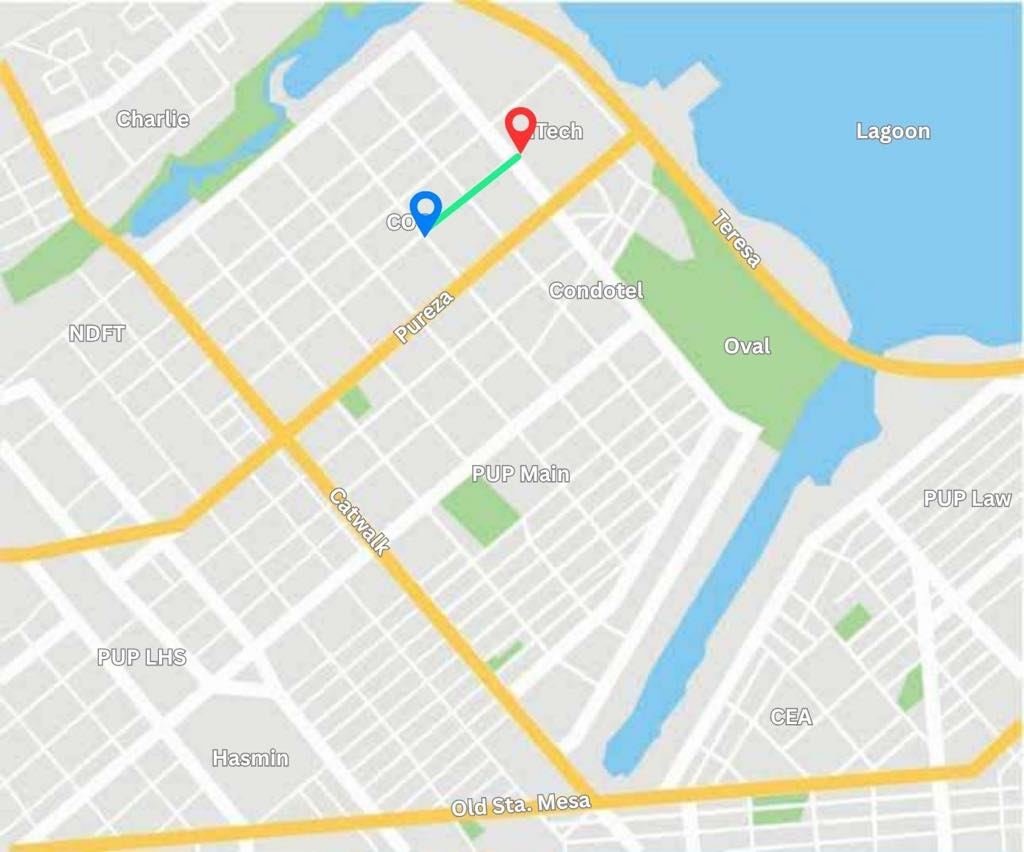 Charlie
Tech
Lagoon
CO
Teresa
Condotel
Pureza
NDFT
Oval
PUP Main
Catwalk
PUP Law
PUP LHS
CEA
Hasmin
Old Sta. Mesa